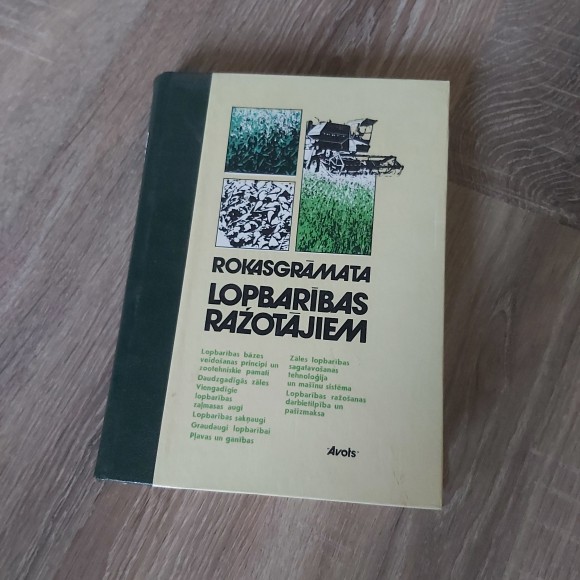 ROKASGRĀMATA
LOPBARĪBAS
RAŽOTĀJIEM
Lopbarības bāzes
veidošanas principi un
zootehniskie pamati
Daudzgadīgās zāles
Viengadīgie
lopbarības
zaļmasas augi
Lopbarības sakņaugi
Graudaugi lopbarībai
Pļavas un ganības
Zāles lopbarības
sagatavošanas
tehnoloģija
un mašīnu sistēma
Lopbarības ražošanas
darbietilpība un
pašizmaksa
Avots